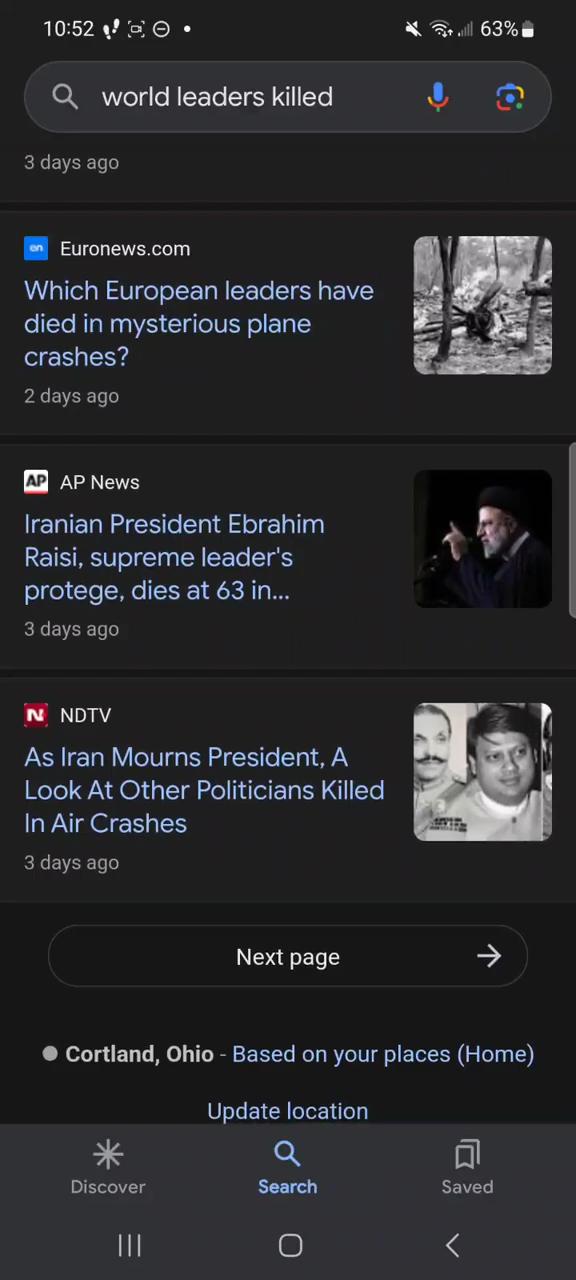 10:52
63%
world leaders killed
3 days ago
en Euronews.com
Which European leaders have
died in mysterious plane
crashes?
2 days ago
AP AP News
Iranian President Ebrahim
Raisi, supreme leader's
protege, dies at 63 in...
3 days ago
N NDTV
As Iran Mourns President, A
Look At Other Politicians Killed
In Air Crashes
3 days ago
Next page
Cortland, Ohio - Based on your places (Home)
Update location
Discover
Search
Saved